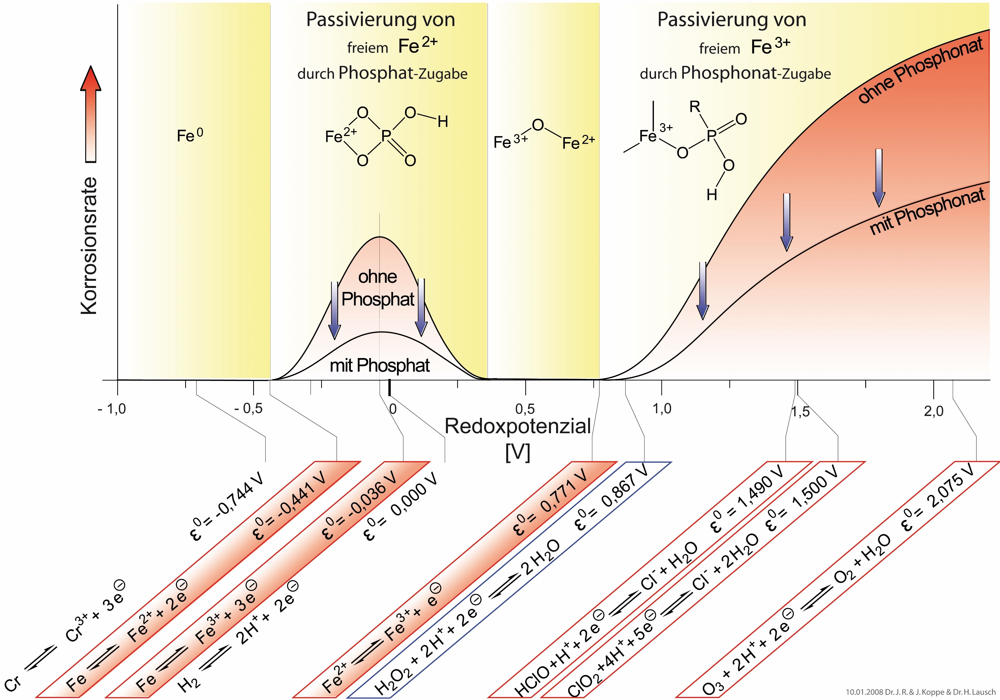 Passivierung von
freiem Fe2+
durch Phosphat-Zugabe
Passivierung von
freiem Fe3+
durch Phosphonat-Zugabe
Korrosionsrate
Fe0
O
O
H
Fe2+
P
O
O
O
Fe3+
Fe2+
R
O
Fe
3+
P
O
O
H
ohne Phosphonat
mit Phosphonat
ohne
Phosphat
mit Phosphat
- 1,0
- 0,5
0
0,5
1,0
1,5
2,0
Redoxpotenzial
[V]
Cr ⇌ Cr3+ + 3e⊖ ε0= -0,744 V
Fe ⇌ Fe2+ + 2e⊖ ε0= -0,441 V
Fe ⇌ Fe3+ + 3e⊖ ε0= -0,036 V
H2 ⇌ 2H+ + 2e⊖ ε0= 0,000 V
Fe2+ ⇌ Fe3+ + e⊖ ε0= 0,771 V
H2O2 + 2H+ + 2e⊖ ⇌ 2H2O ε0= 0,867 V
HClO + H+ + 2e⊖ ⇌ Cl- + H2O ε0 = 1,490 V
ClO2 + 4H+ + 5e⊖ ⇌ Cl- + 2H2O ε0= 1,500 V
O3 + 2H+ + 2e⊖ ⇌ O2 + H2O ε0= 2,075 V
10.01.2008 Dr. J. R. & J. Koppe & Dr. H. Lausch